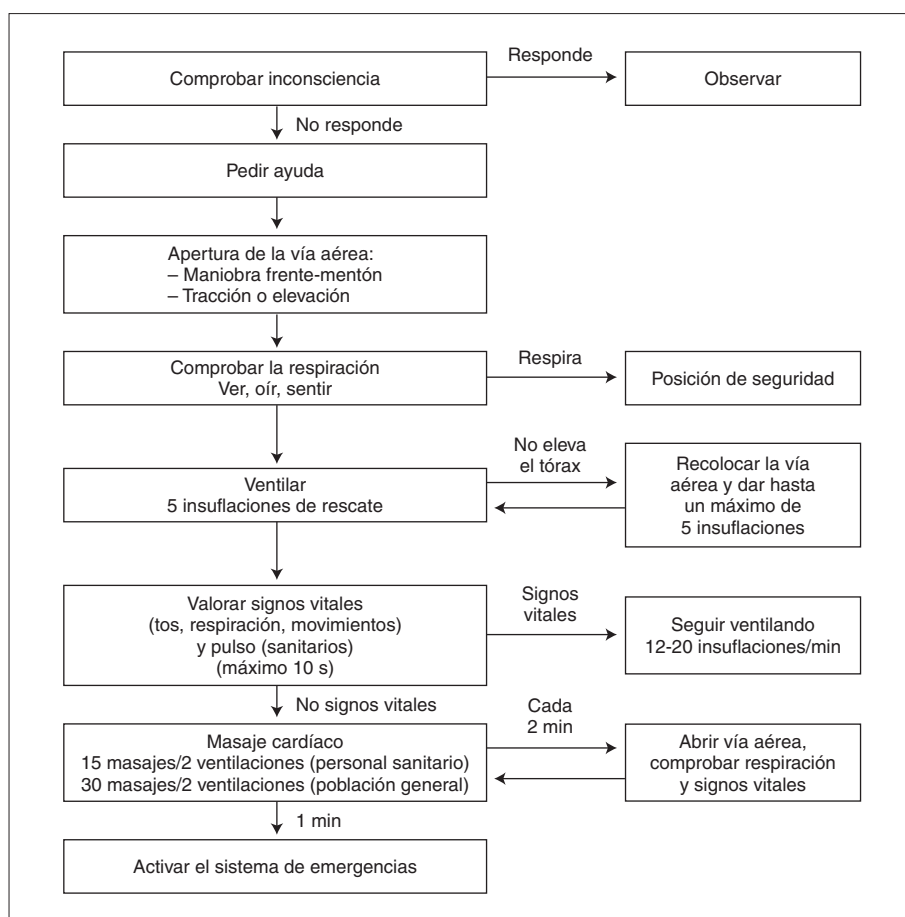 Comprobar inconsciencia
Responde
Observar
No responde
Pedir ayuda
Apertura de la vía aérea:
– Maniobra frente-mentón
– Tracción o elevación
Comprobar la respiración
Ver, oír, sentir
Respira
Posición de seguridad
Ventilar
5 insuflaciones de rescate
No eleva
el tórax
Recolocar la vía
aérea y dar hasta
un máximo de
5 insuflaciones
Valorar signos vitales
(tos, respiración, movimientos)
y pulso (sanitarios)
(máximo 10 s)
Signos
vitales
Seguir ventilando
12-20 insuflaciones/min
No signos vitales
Masaje cardíaco
15 masajes/2 ventilaciones (personal sanitario)
30 masajes/2 ventilaciones (población general)
Cada
2 min
Abrir vía aérea,
comprobar respiración
y signos vitales
1 min
Activar el sistema de emergencias